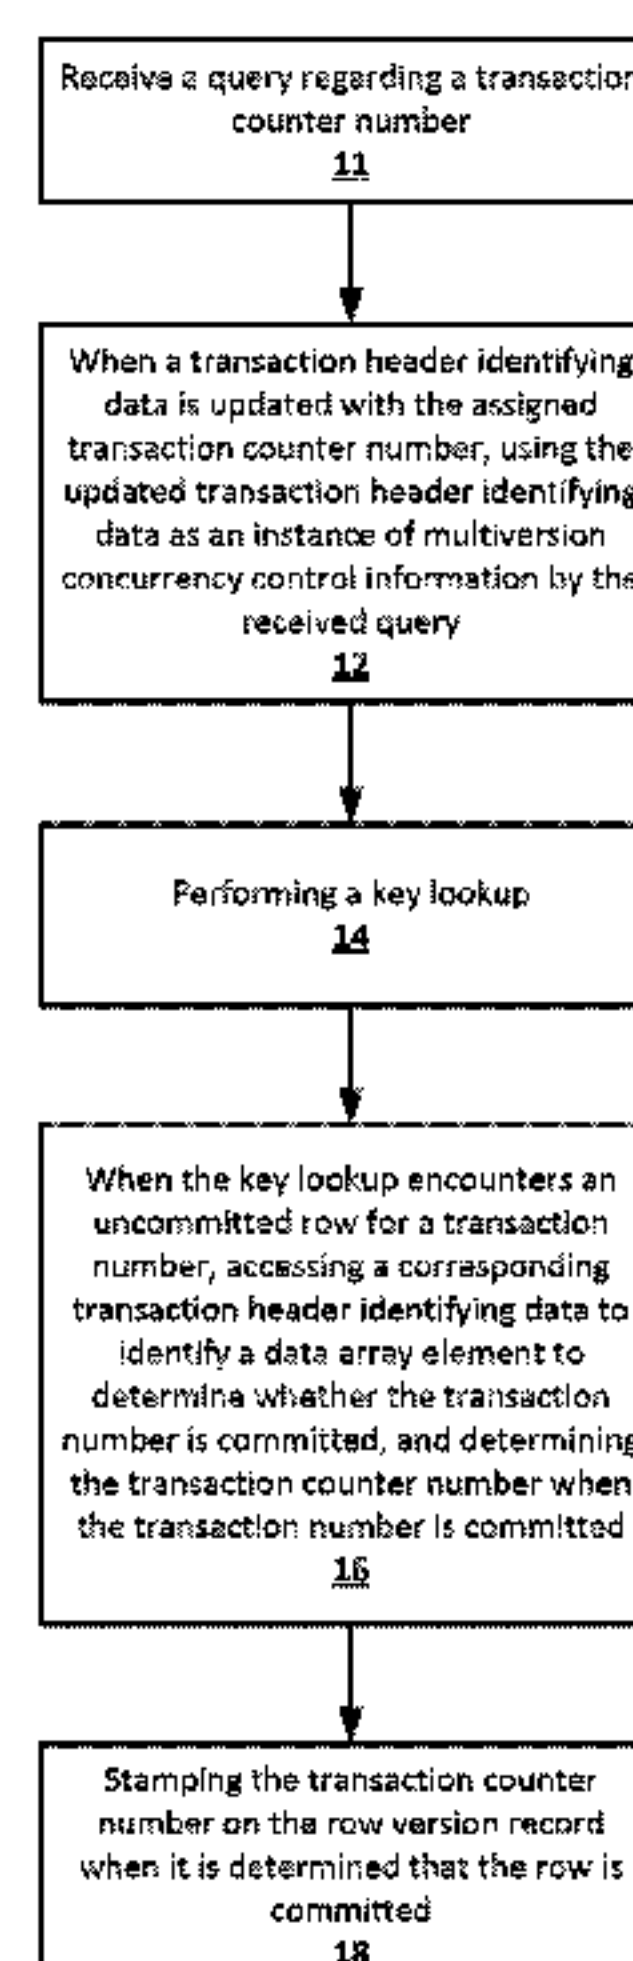 Receive a query regarding a transaction
counter number
11
When a transaction header identifying
data is updated with the assigned
transaction counter number, using the
updated transaction header identifying
data as an instance of multiversion
concurrency control information by the
received query
12
Performing a key lookup
14
When the key lookup encounters an
uncommitted row for a transaction
number, accessing a corresponding
transaction header identifying data to
identify a data array element to
determine whether the transaction
number is committed, and determining
the transaction counter number when
the transaction number is committed
16
Stamping the transaction counter
number on the row version record
when it is determined that the row is
committed
18